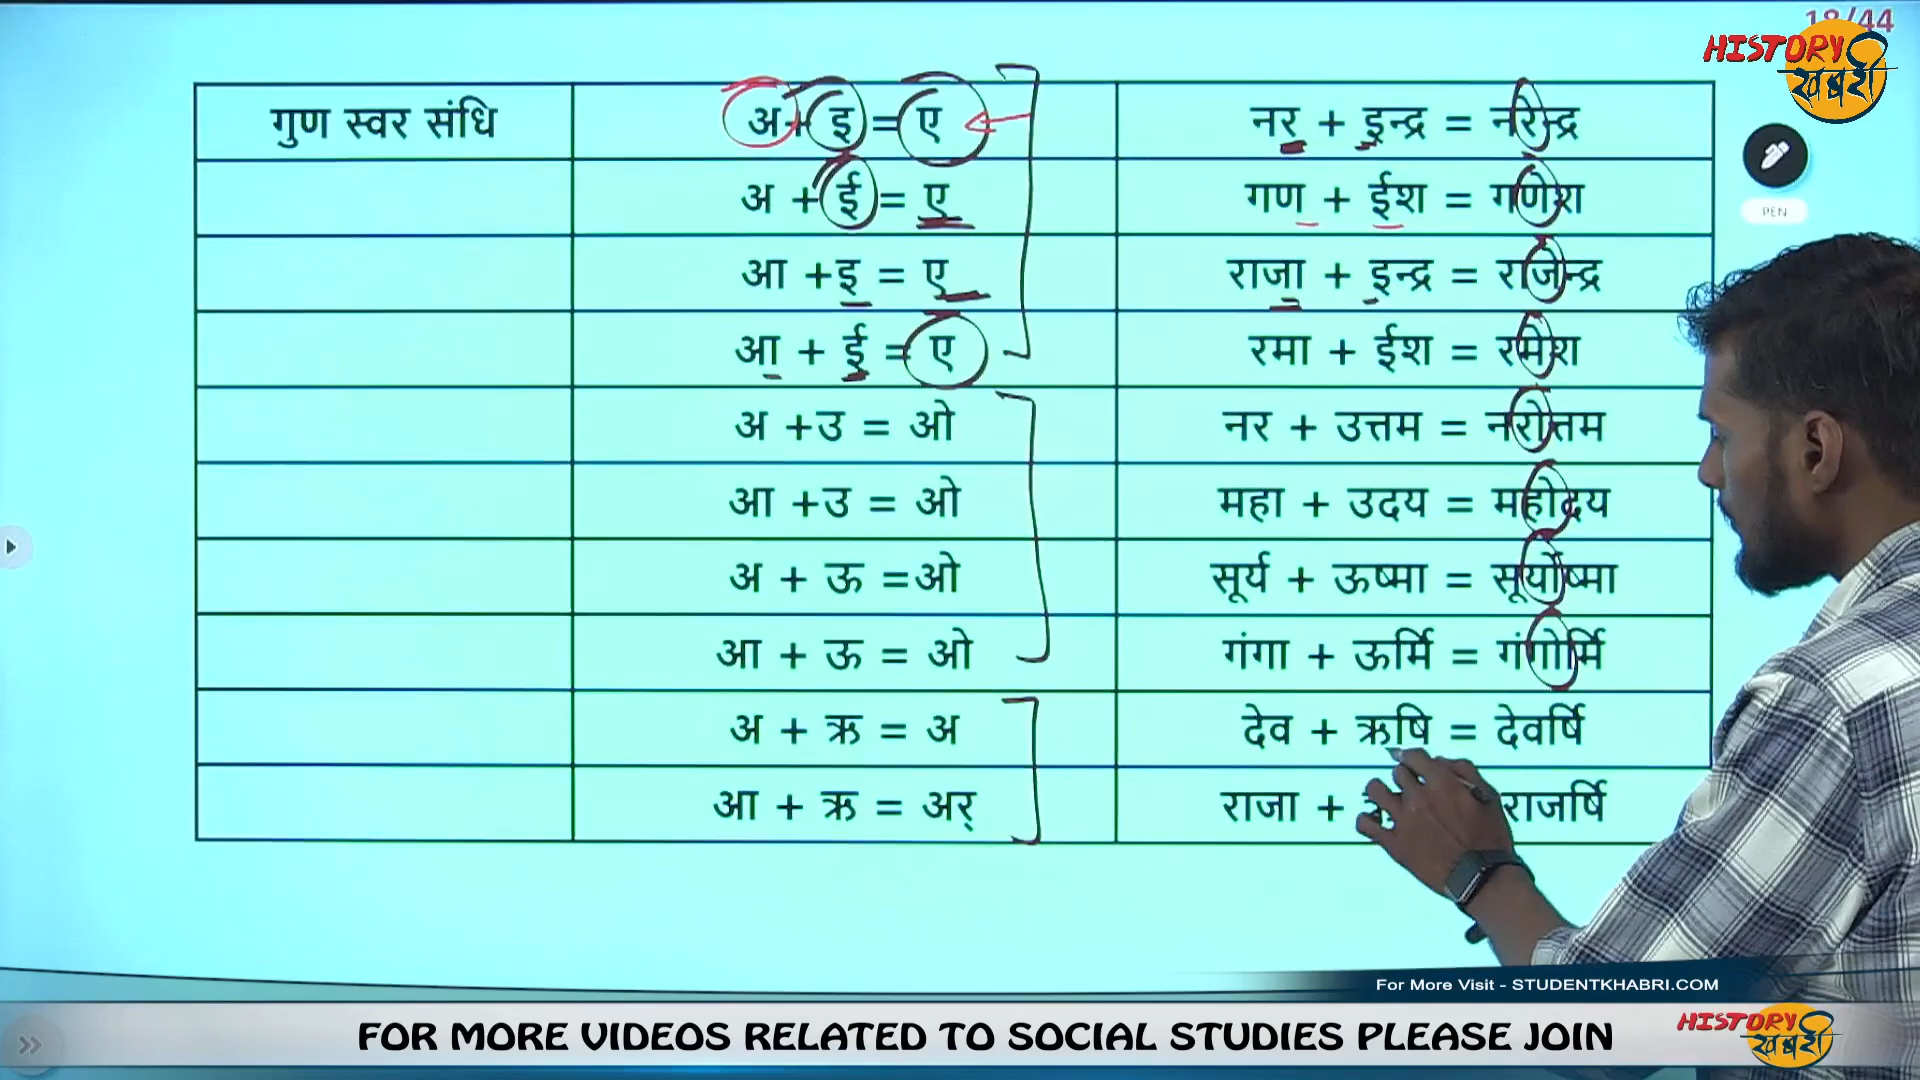 18/44
HISTORY
खबरी
गुण स्वर संधि अ+ इ = ए नर + इन्द्र = नरेन्द्र
अ + ई = ए गण + ईश = गणेश
PEN
आ +इ = ए राजा + इन्द्र = राजेन्द्र
आ + ई = ए रमा + ईश = रमेश
अ +उ = ओ नर + उत्तम = नरोत्तम
आ +उ = ओ महा + उदय = महोदय
अ + ऊ =ओ सूर्य + ऊष्मा = सूर्योष्मा
आ + ऊ = ओ गंगा + ऊर्मि = गंगोर्मि
अ + ऋ = अ देव + ऋषि = देवर्षि
आ + ऋ = अर् राजा + राजर्षि
For More Visit - STUDENTKHABRI.COM
FOR MORE VIDEOS RELATED TO SOCIAL STUDIES PLEASE JOIN
HISTORY
खबरी